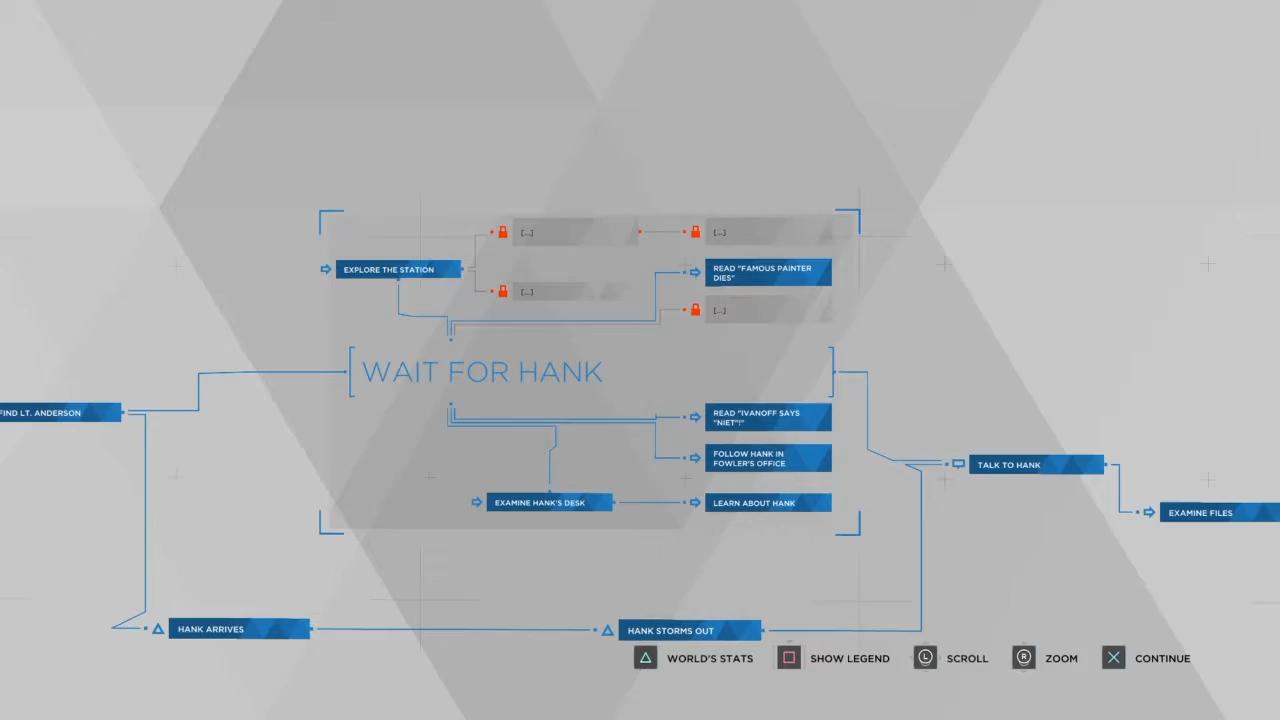 [...]
[...]
EXPLORE THE STATION
READ "FAMOUS PAINTER
DIES"
[...]
[...]
WAIT FOR HANK
FIND LT. ANDERSON
READ "IVANOFF SAYS
"NIET"!"
FOLLOW HANK IN
FOWLER'S OFFICE
TALK TO HANK
EXAMINE HANK'S DESK
LEARN ABOUT HANK
EXAMINE FILES
HANK ARRIVES
HANK STORMS OUT
WORLD'S STATS
SHOW LEGEND
L
SCROLL
R
ZOOM
CONTINUE